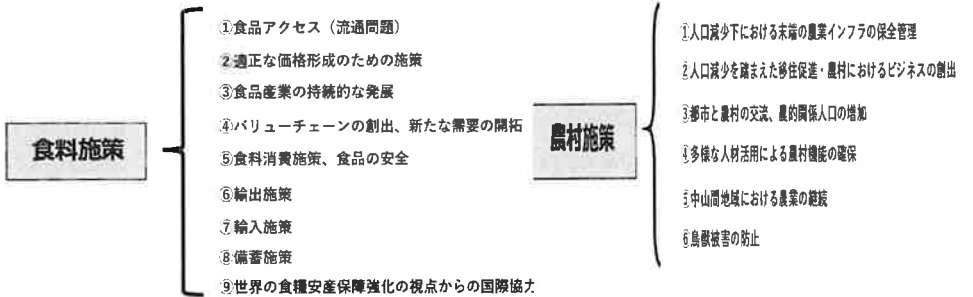 食料施策
①食品アクセス（流通問題）
②適正な価格形成のための施策
③食品産業の持続的な発展
④バリューチェーンの創出、新たな需要の開拓
⑤食料消費施策、食品の安全
⑥輸出施策
⑦輸入施策
⑧備蓄施策
⑨世界の食糧安産保障強化の視点からの国際協力
農村施策
①人口減少下における末端の農業インフラの保全管理
②人口減少を踏まえた移住促進・農村におけるビジネスの創出
③都市と農村の交流、農的関係人口の増加
④多様な人材活用による農村機能の確保
⑤中山間地域における農業の継続
⑥鳥獣被害の防止